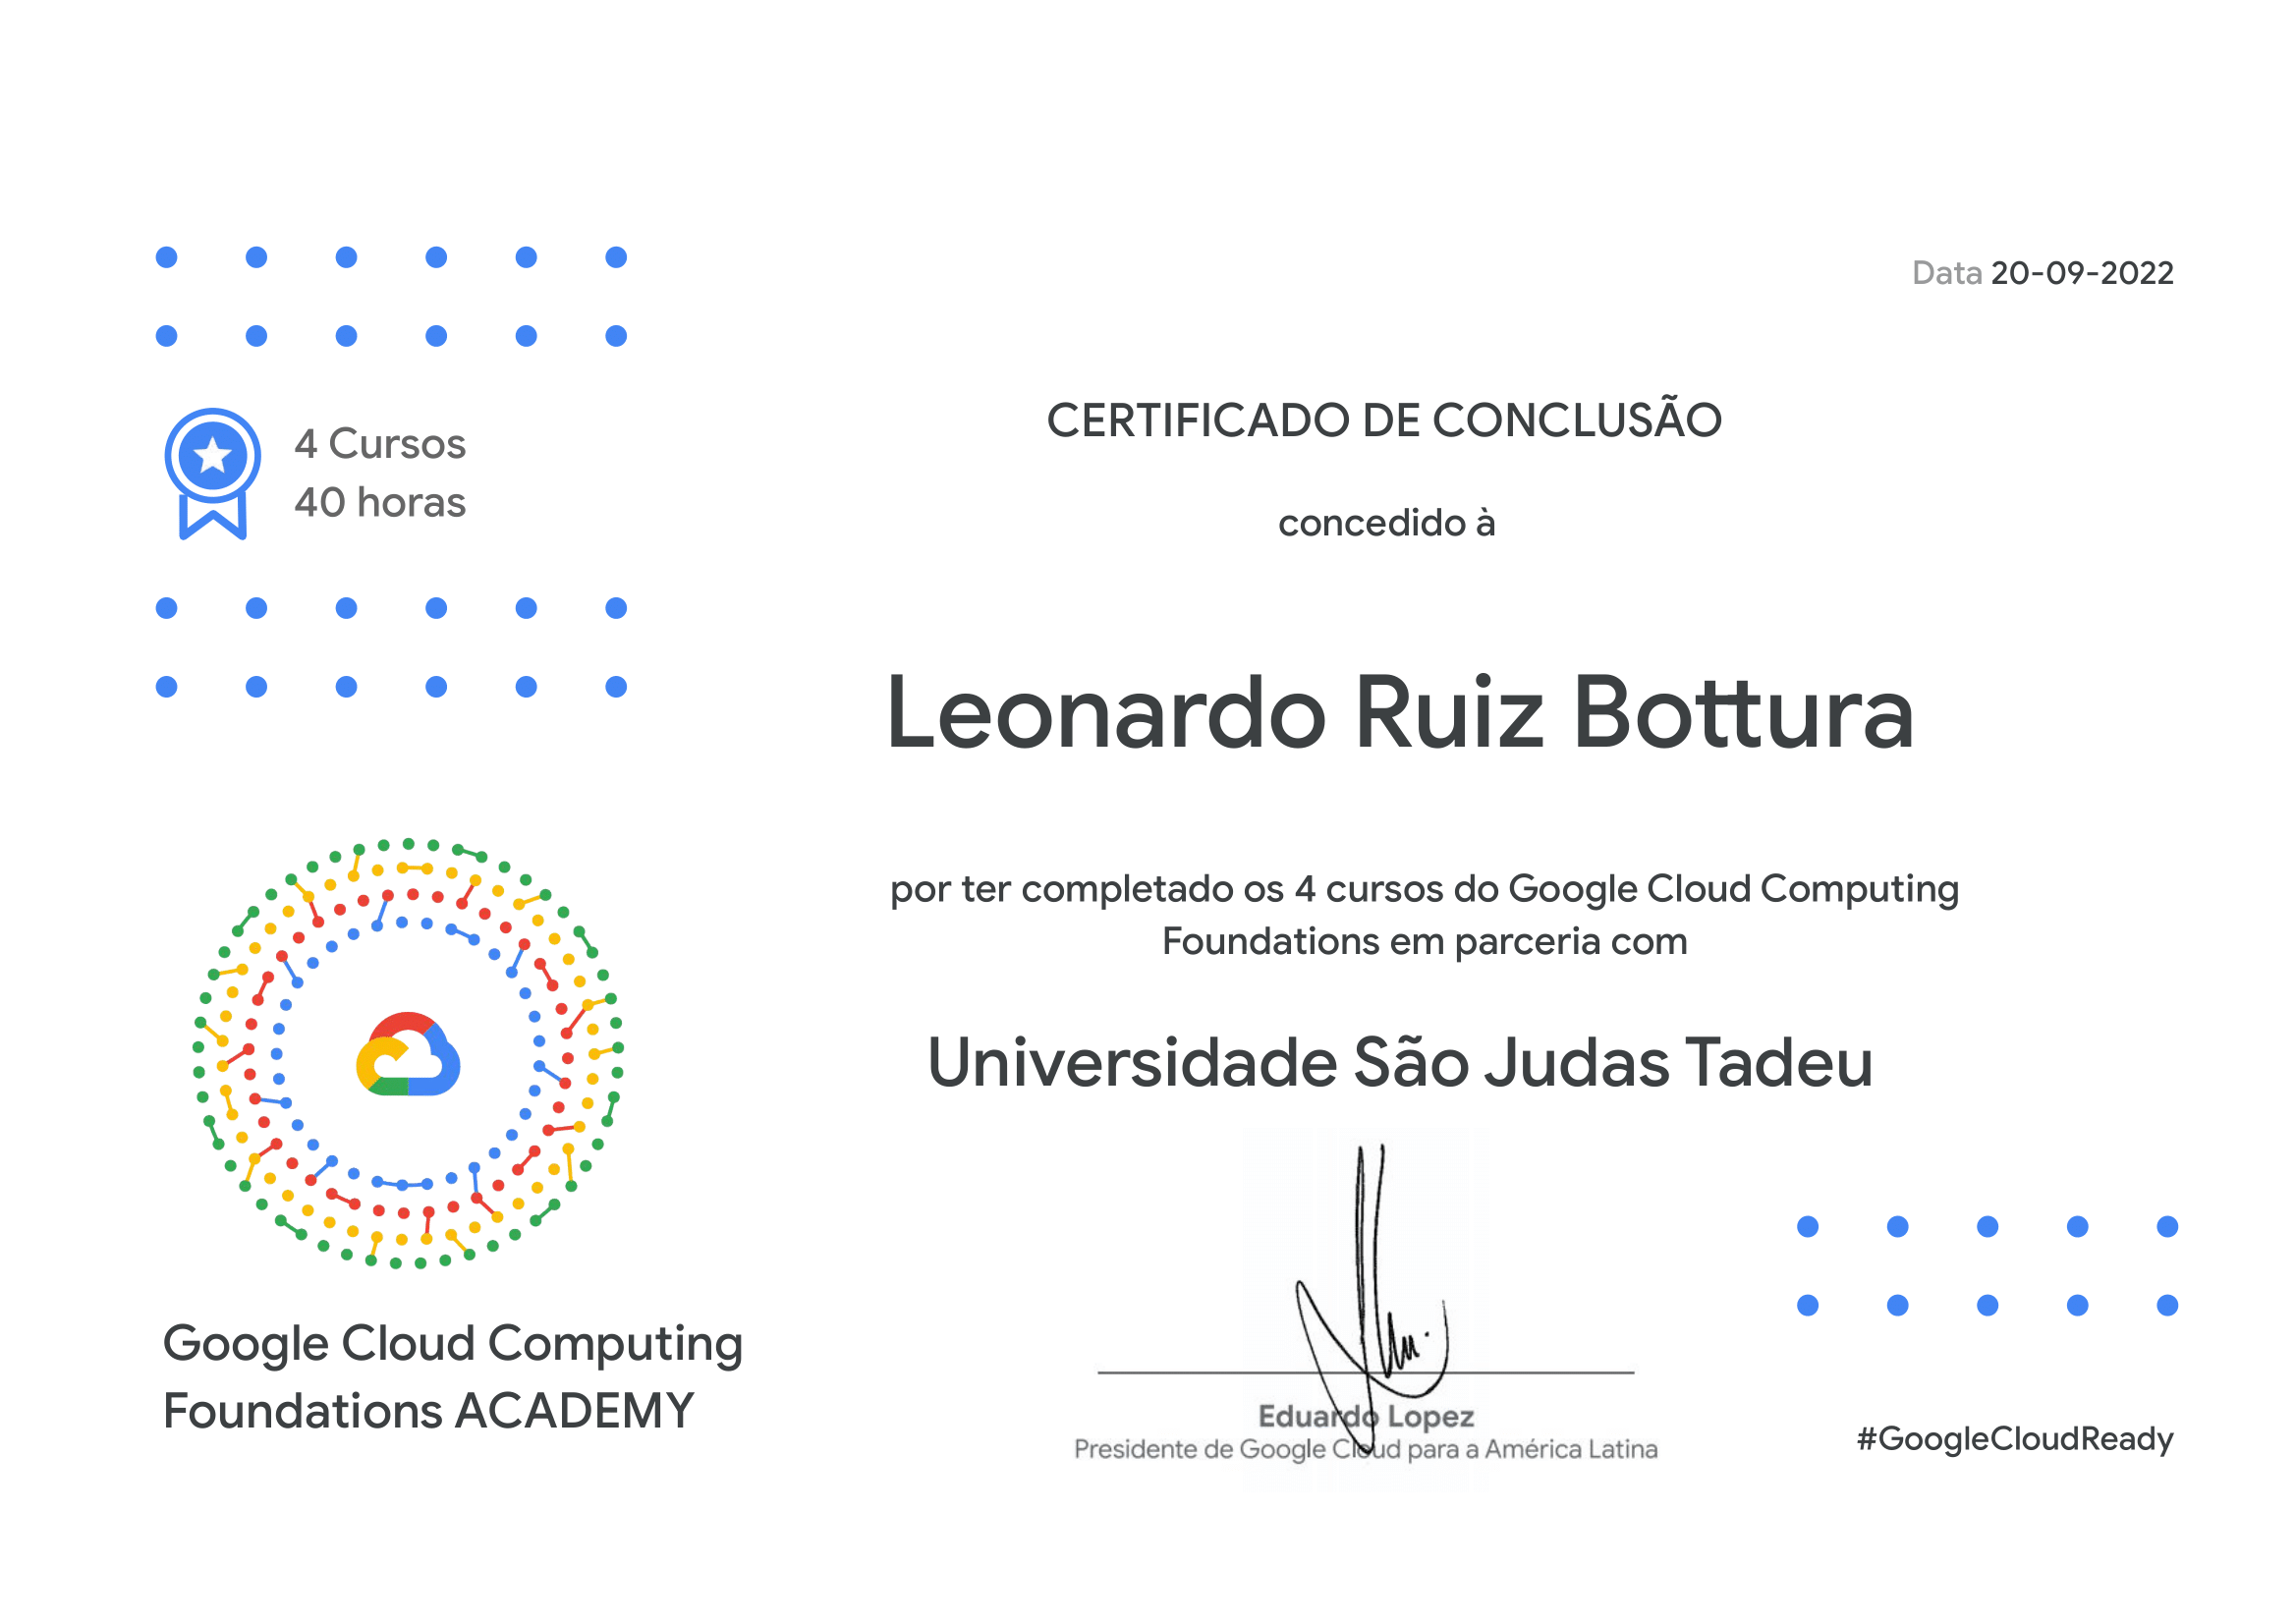 Data 20-09-2022
4 Cursos
40 horas
CERTIFICADO DE CONCLUSÃO
concedido à
Leonardo Ruiz Bottura
por ter completado os 4 cursos do Google Cloud Computing
Foundations em parceria com
Universidade São Judas Tadeu
Google Cloud Computing
Foundations ACADEMY
Eduardo Lopez
Presidente de Google Cloud para a América Latina
#GoogleCloudReady